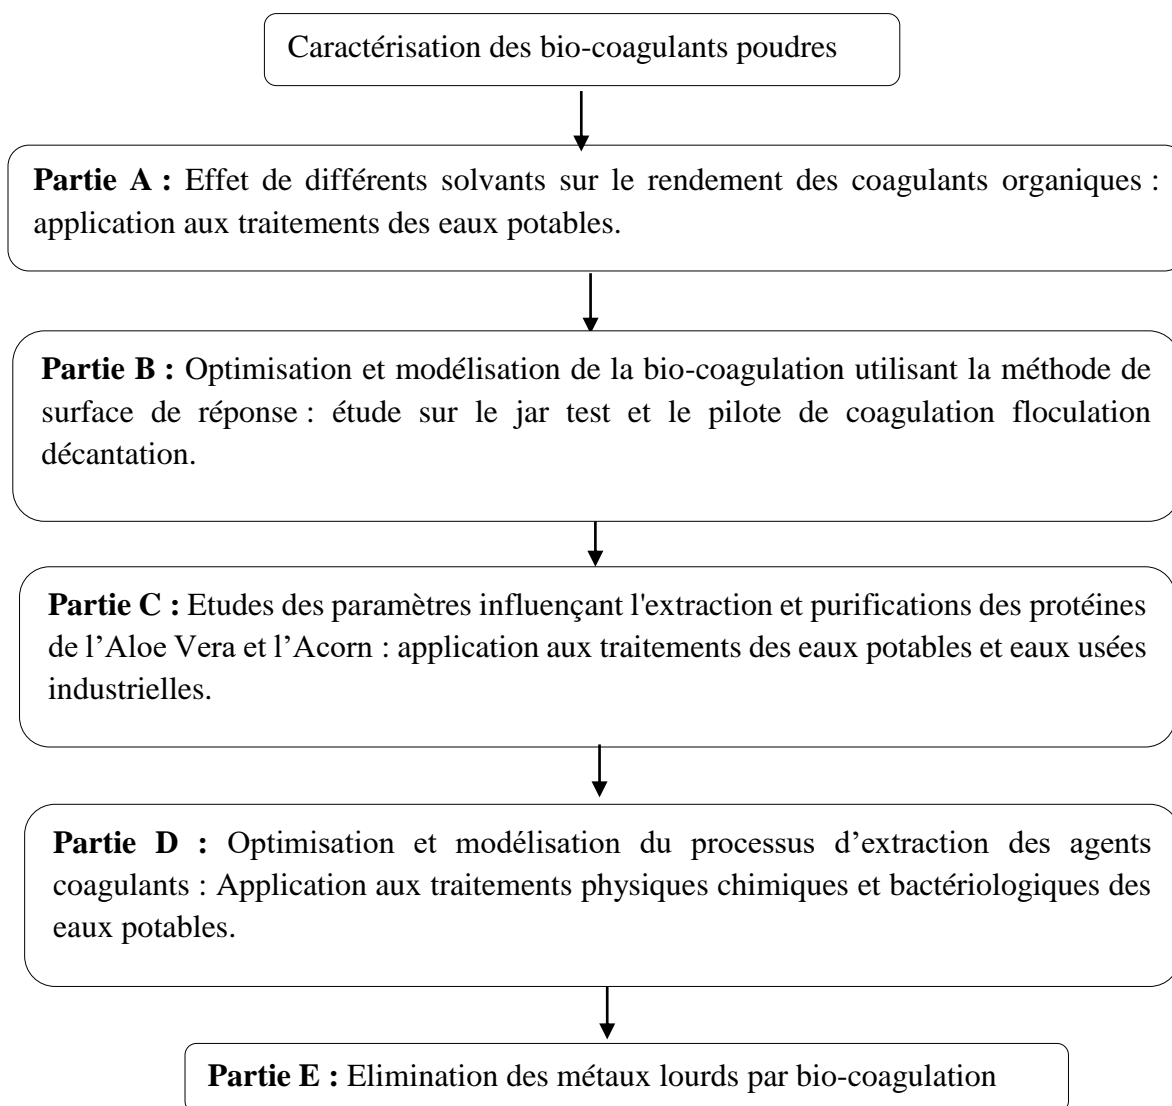 Caractérisation des bio-coagulants poudres
Partie A : Effet de différents solvants sur le rendement des coagulants organiques :
application aux traitements des eaux potables.
Partie B : Optimisation et modélisation de la bio-coagulation utilisant la méthode de
surface de réponse : étude sur le jar test et le pilote de coagulation floculation
décantation.
Partie C : Etudes des paramètres influençant l'extraction et purifications des protéines
de l’Aloe Vera et l’Acorn : application aux traitements des eaux potables et eaux usées
industrielles.
Partie D : Optimisation et modélisation du processus d’extraction des agents
coagulants : Application aux traitements physiques chimiques et bactériologiques des
eaux potables.
Partie E : Elimination des métaux lourds par bio-coagulation